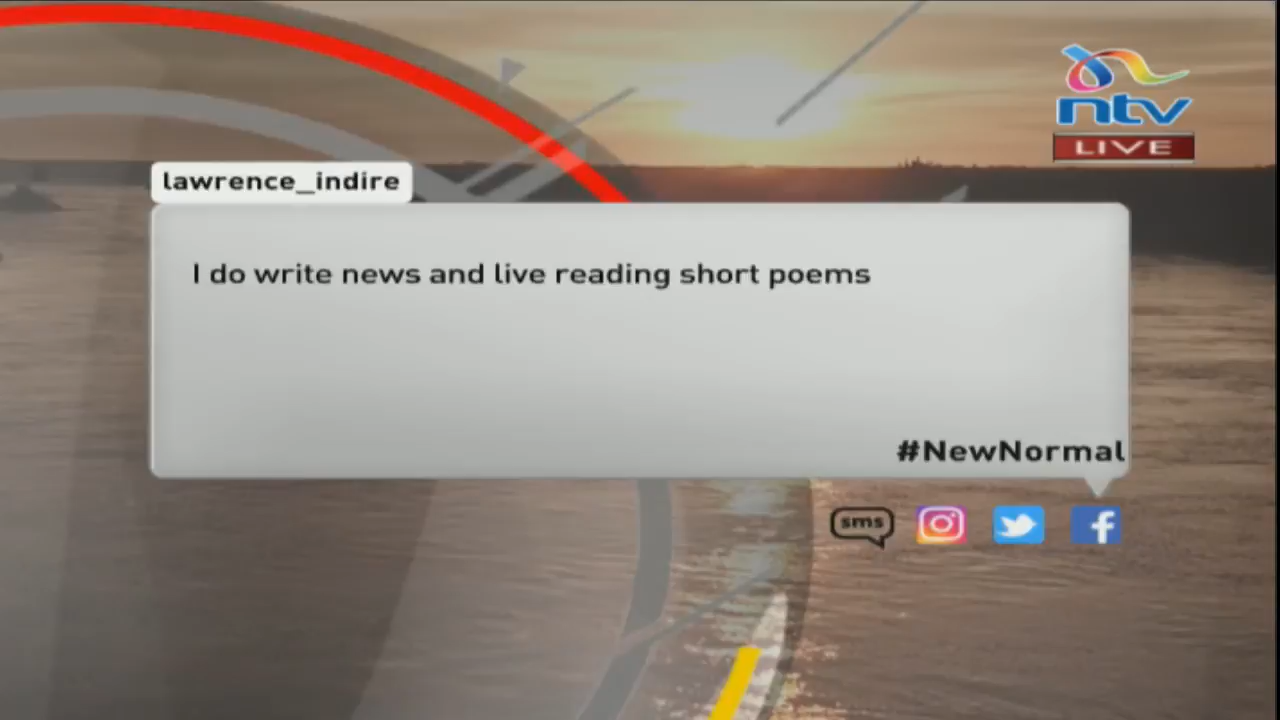 ntv
LIVE
lawrence_indire
I do write news and live reading short poems
#NewNormal
sms